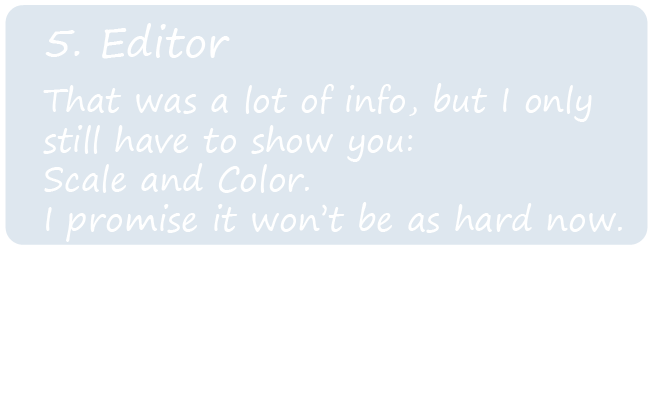 5. Editor
That was a lot of info, but I only
still have to show you:
Scale and Color.
I promise it won't be as hard now.